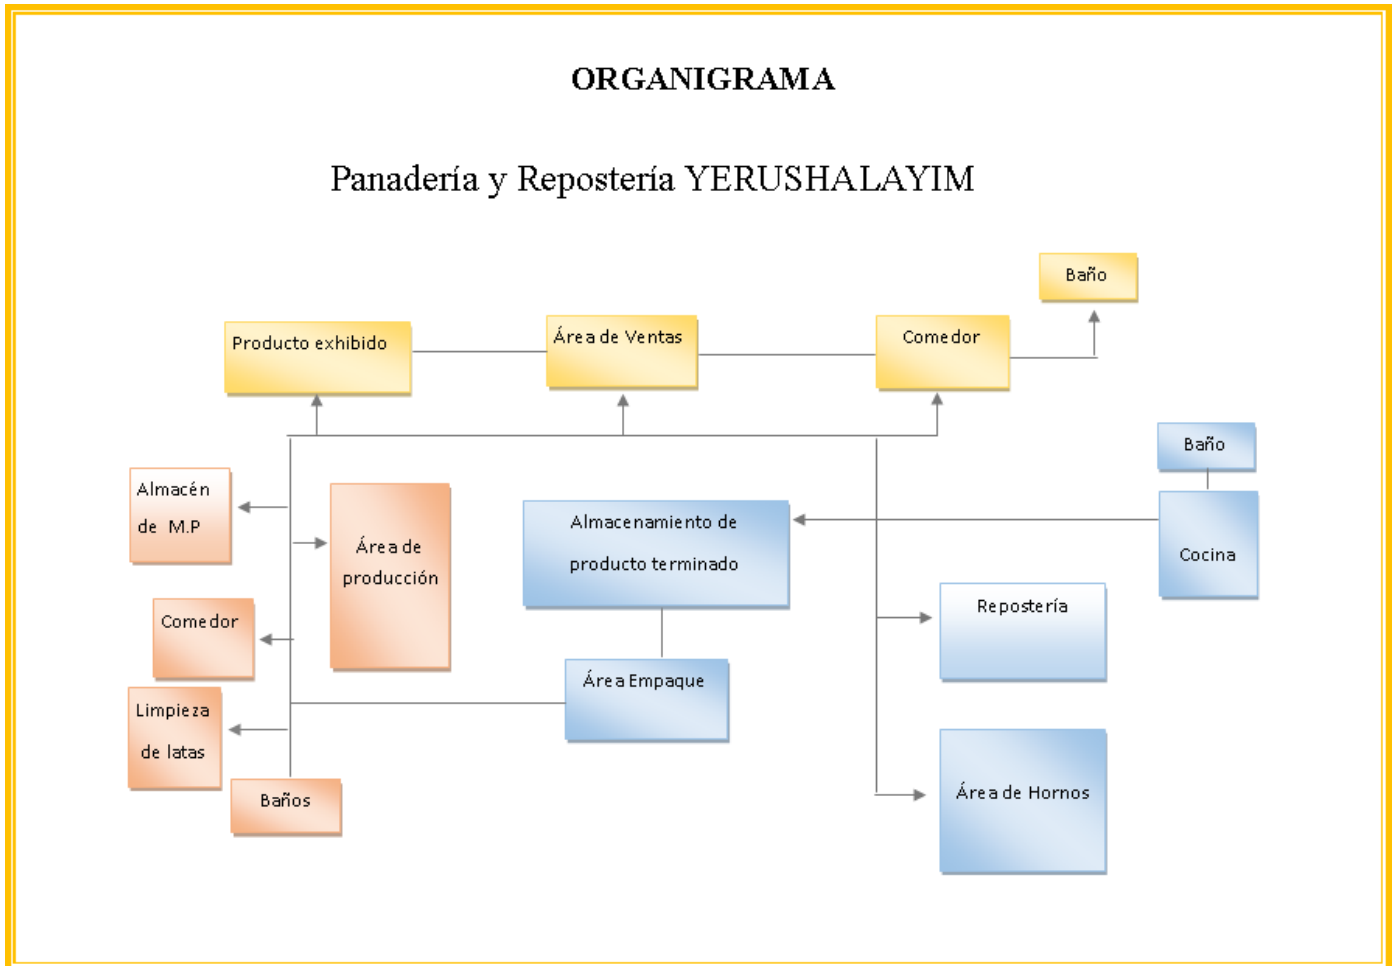 ORGANIGRAMA
Panadería y Repostería YERUSHALAYIM
Baño
Producto exhibido
Área de Ventas
Comedor
Baño
Almacén
de M.P
Área de
producción
Almacenamiento de
producto terminado
Cocina
Comedor
Repostería
Área Empaque
Limpieza
de latas
Baños
Área de Hornos